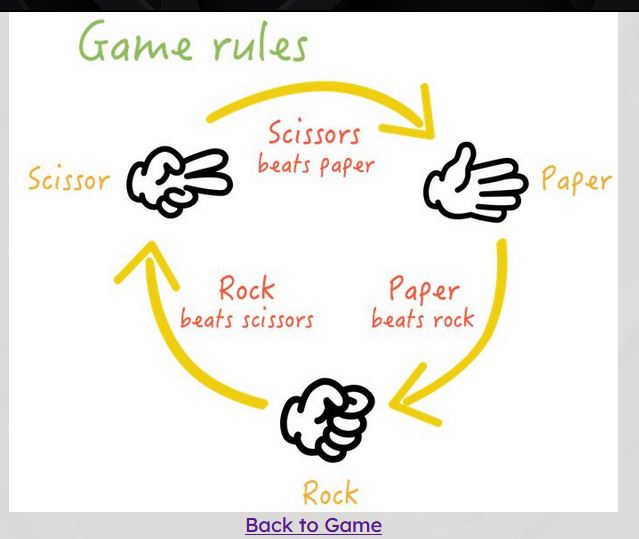 Game rules
Scissors
beats paper
Scissor
Paper
Rock
beats scissors
Paper
beats rock
Rock
Back to Game